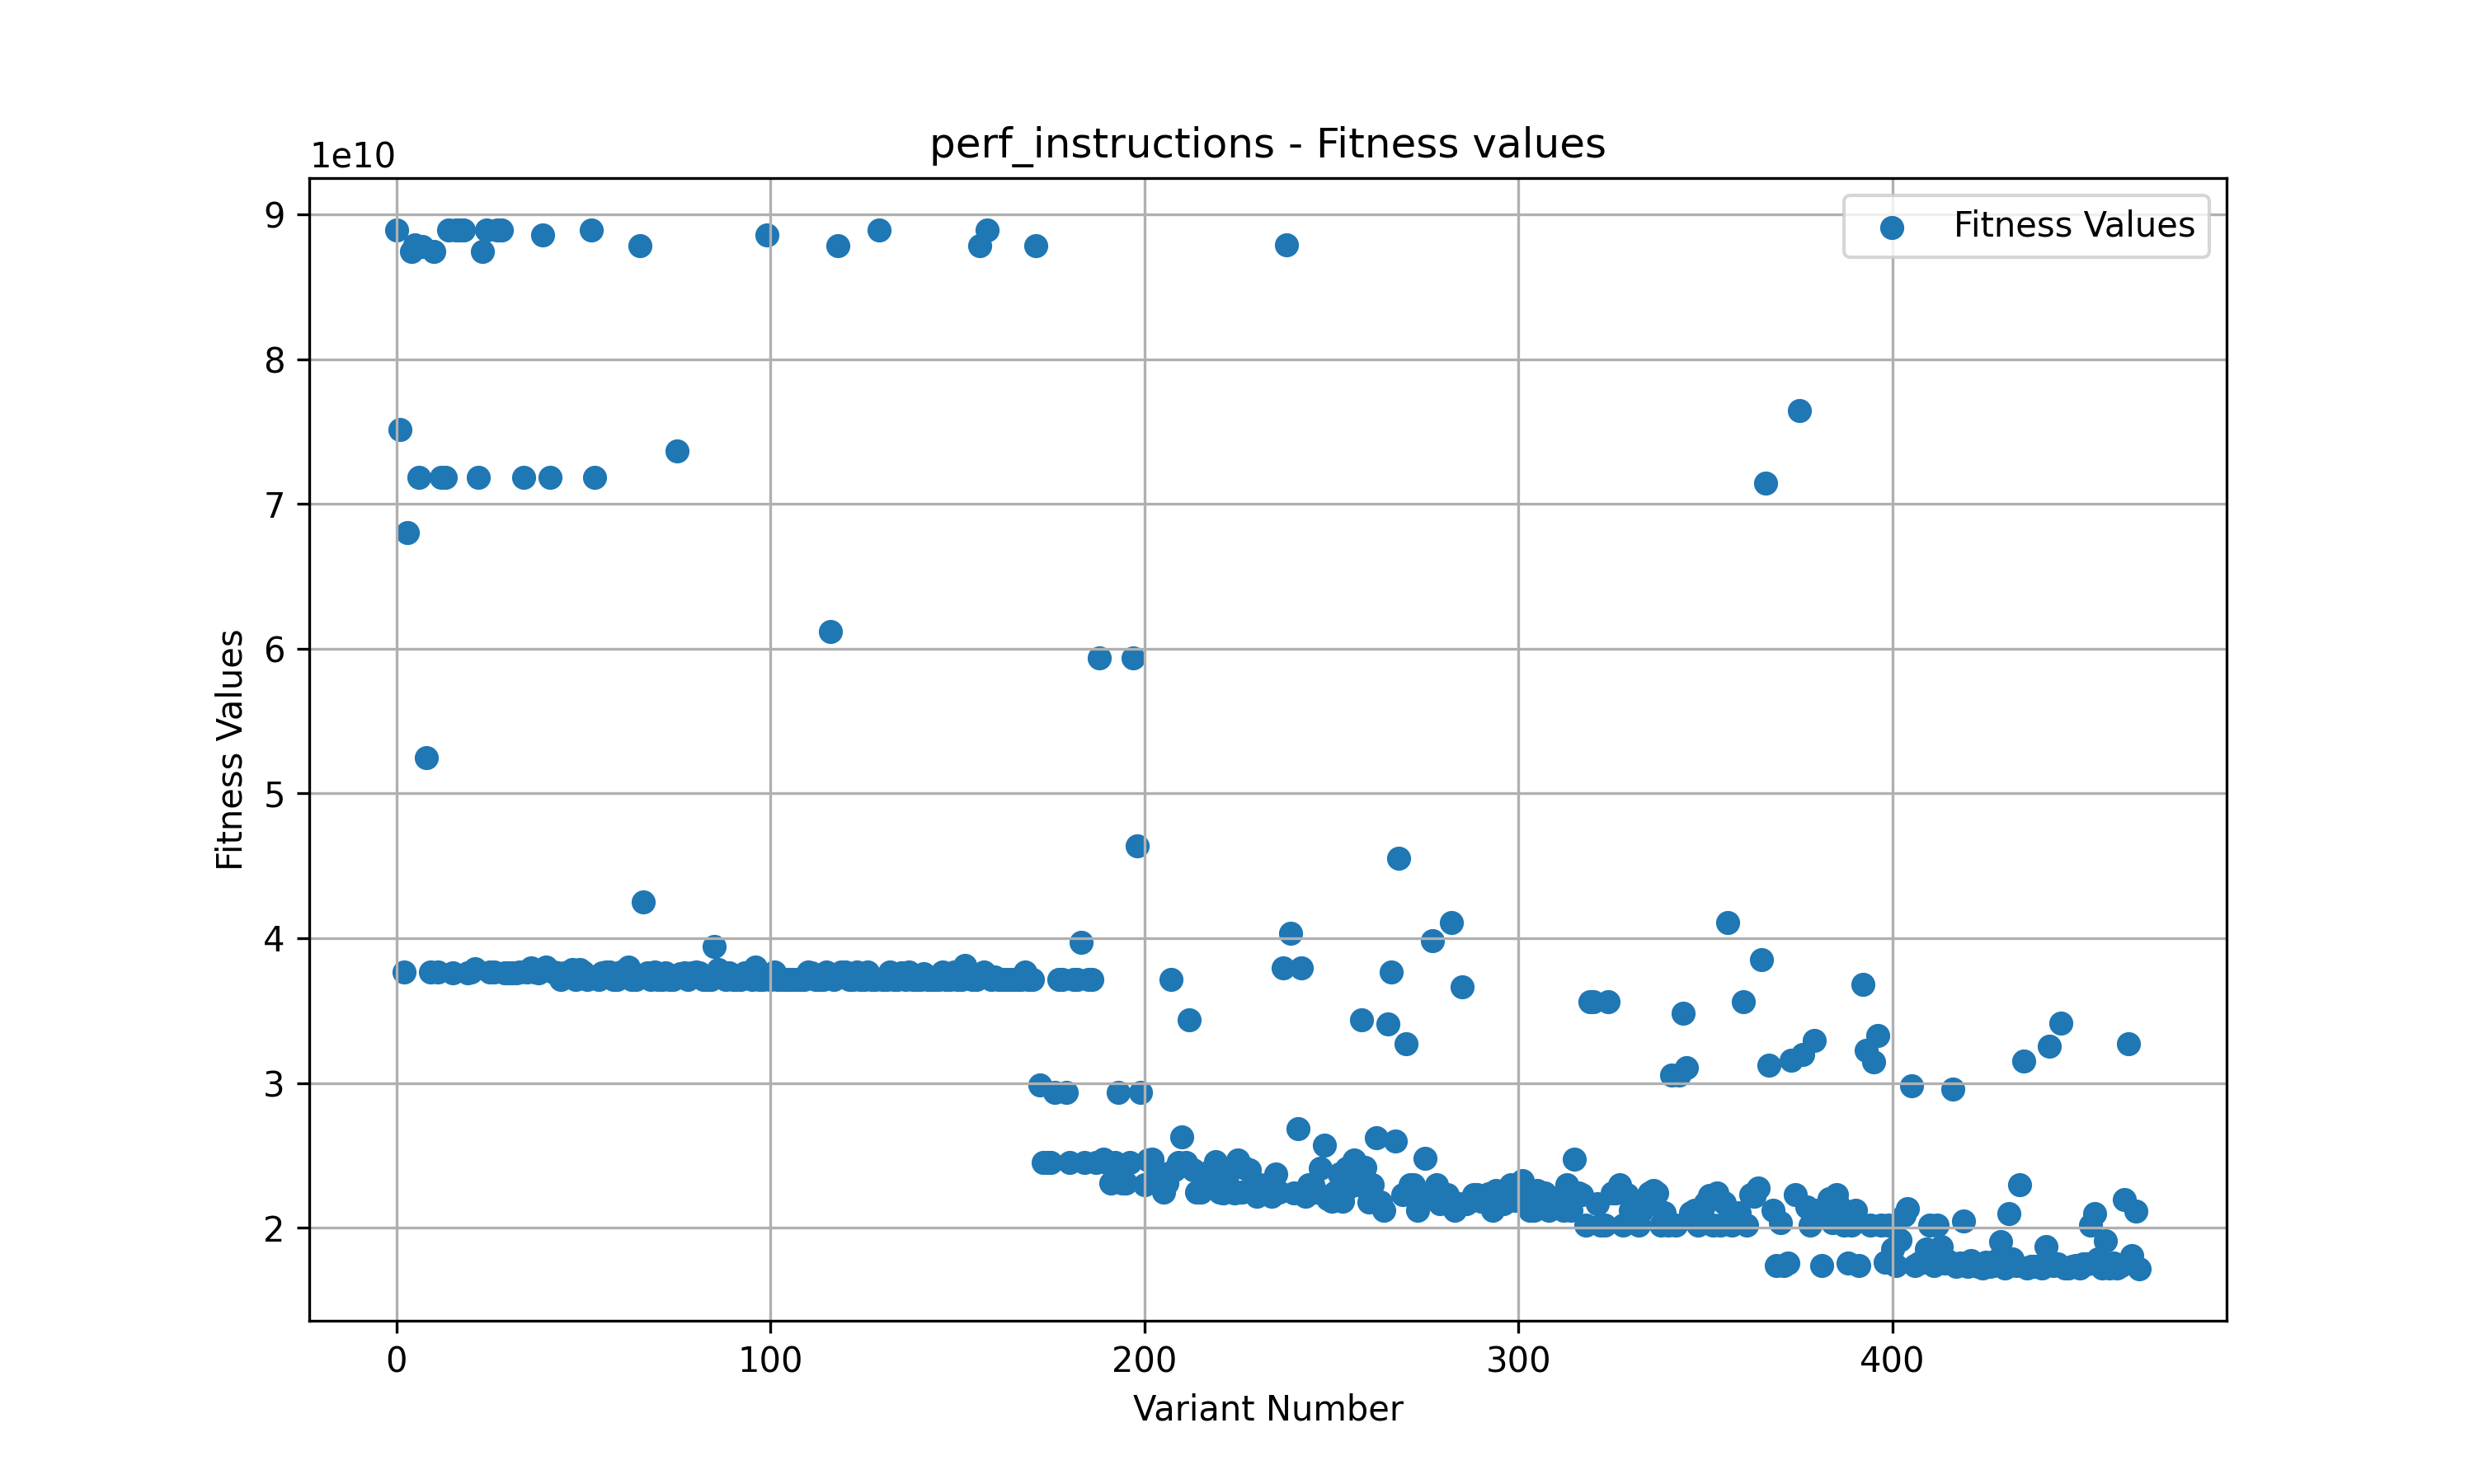 perf_instructions - Fitness values
1e10
Fitness Values
9
8
7
6
5
4
3
2
Fitness Values
0 100 200 300 400
Variant Number